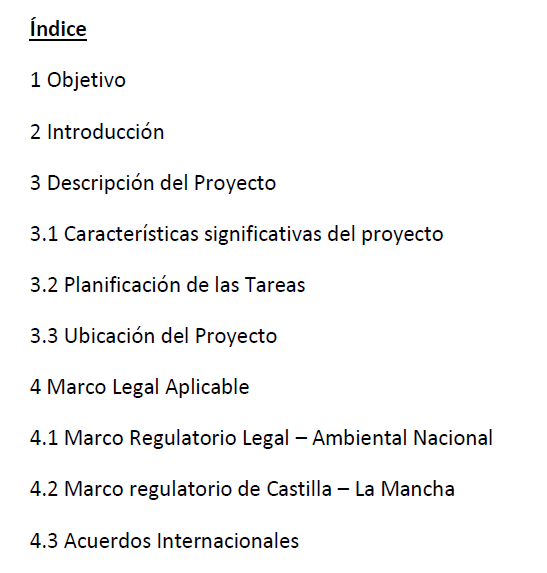 Índice
1 Objetivo
2 Introducción
3 Descripción del Proyecto
3.1 Características significativas del proyecto
3.2 Planificación de las Tareas
3.3 Ubicación del Proyecto
4 Marco Legal Aplicable
4.1 Marco Regulatorio Legal – Ambiental Nacional
4.2 Marco regulatorio de Castilla – La Mancha
4.3 Acuerdos Internacionales